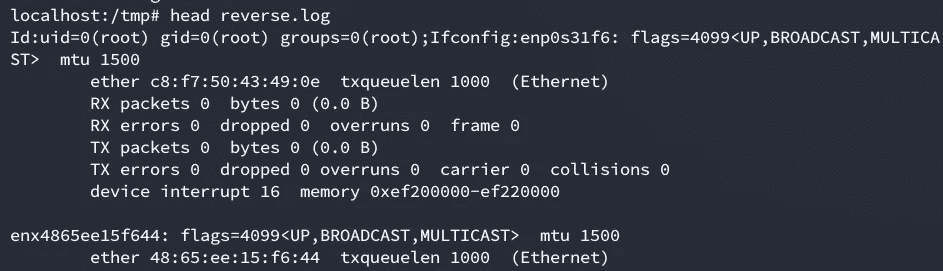 localhost:/tmp# head reverse.log
Id:uid=0(root) gid=0(root) groups=0(root);Ifconfig:enp0s31f6: flags=4099<UP,BROADCAST,MULTICA
ST>  mtu 1500
        ether c8:f7:50:43:49:0e  txqueuelen 1000  (Ethernet)
        RX packets 0  bytes 0 (0.0 B)
        RX errors 0  dropped 0  overruns 0  frame 0
        TX packets 0  bytes 0 (0.0 B)
        TX errors 0  dropped 0 overruns 0  carrier 0  collisions 0
        device interrupt 16  memory 0xef200000-ef220000

enx4865ee15f644: flags=4099<UP,BROADCAST,MULTICAST>  mtu 1500
        ether 48:65:ee:15:f6:44  txqueuelen 1000  (Ethernet)